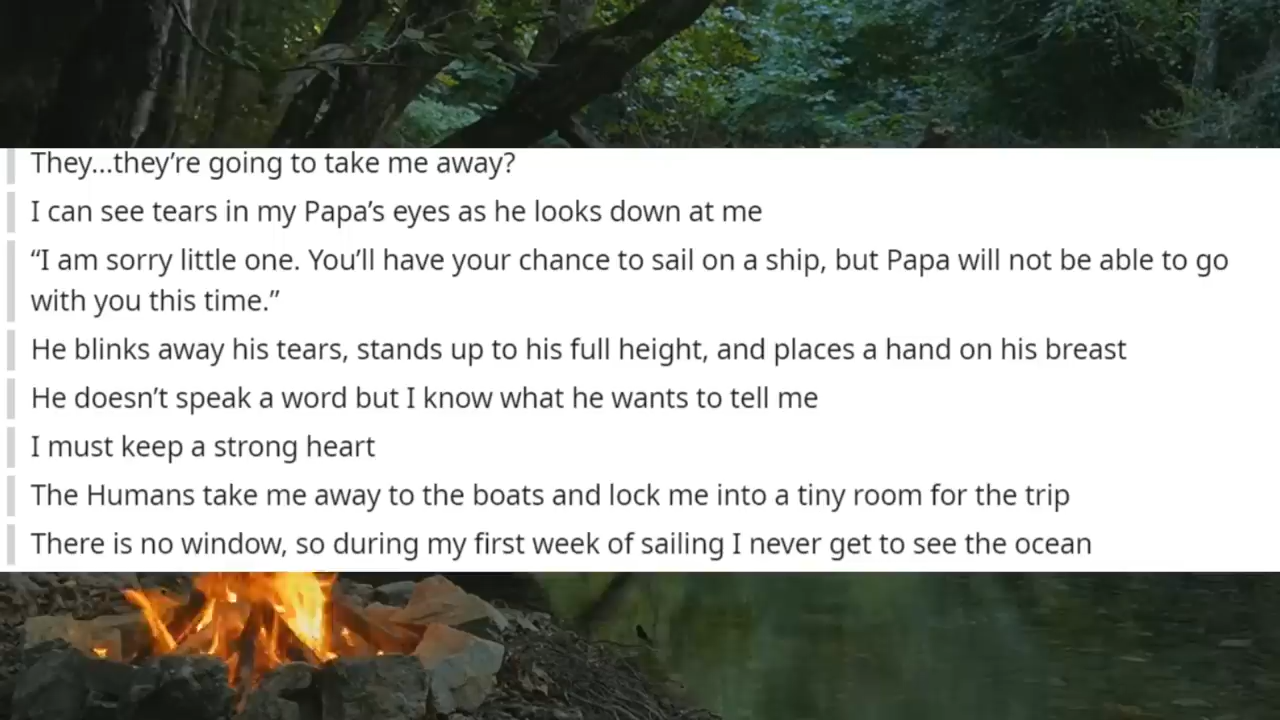 They...they’re going to take me away?
I can see tears in my Papa’s eyes as he looks down at me
“I am sorry little one. You’ll have your chance to sail on a ship, but Papa will not be able to go
with you this time.”
He blinks away his tears, stands up to his full height, and places a hand on his breast
He doesn’t speak a word but I know what he wants to tell me
I must keep a strong heart
The Humans take me away to the boats and lock me into a tiny room for the trip
There is no window, so during my first week of sailing I never get to see the ocean